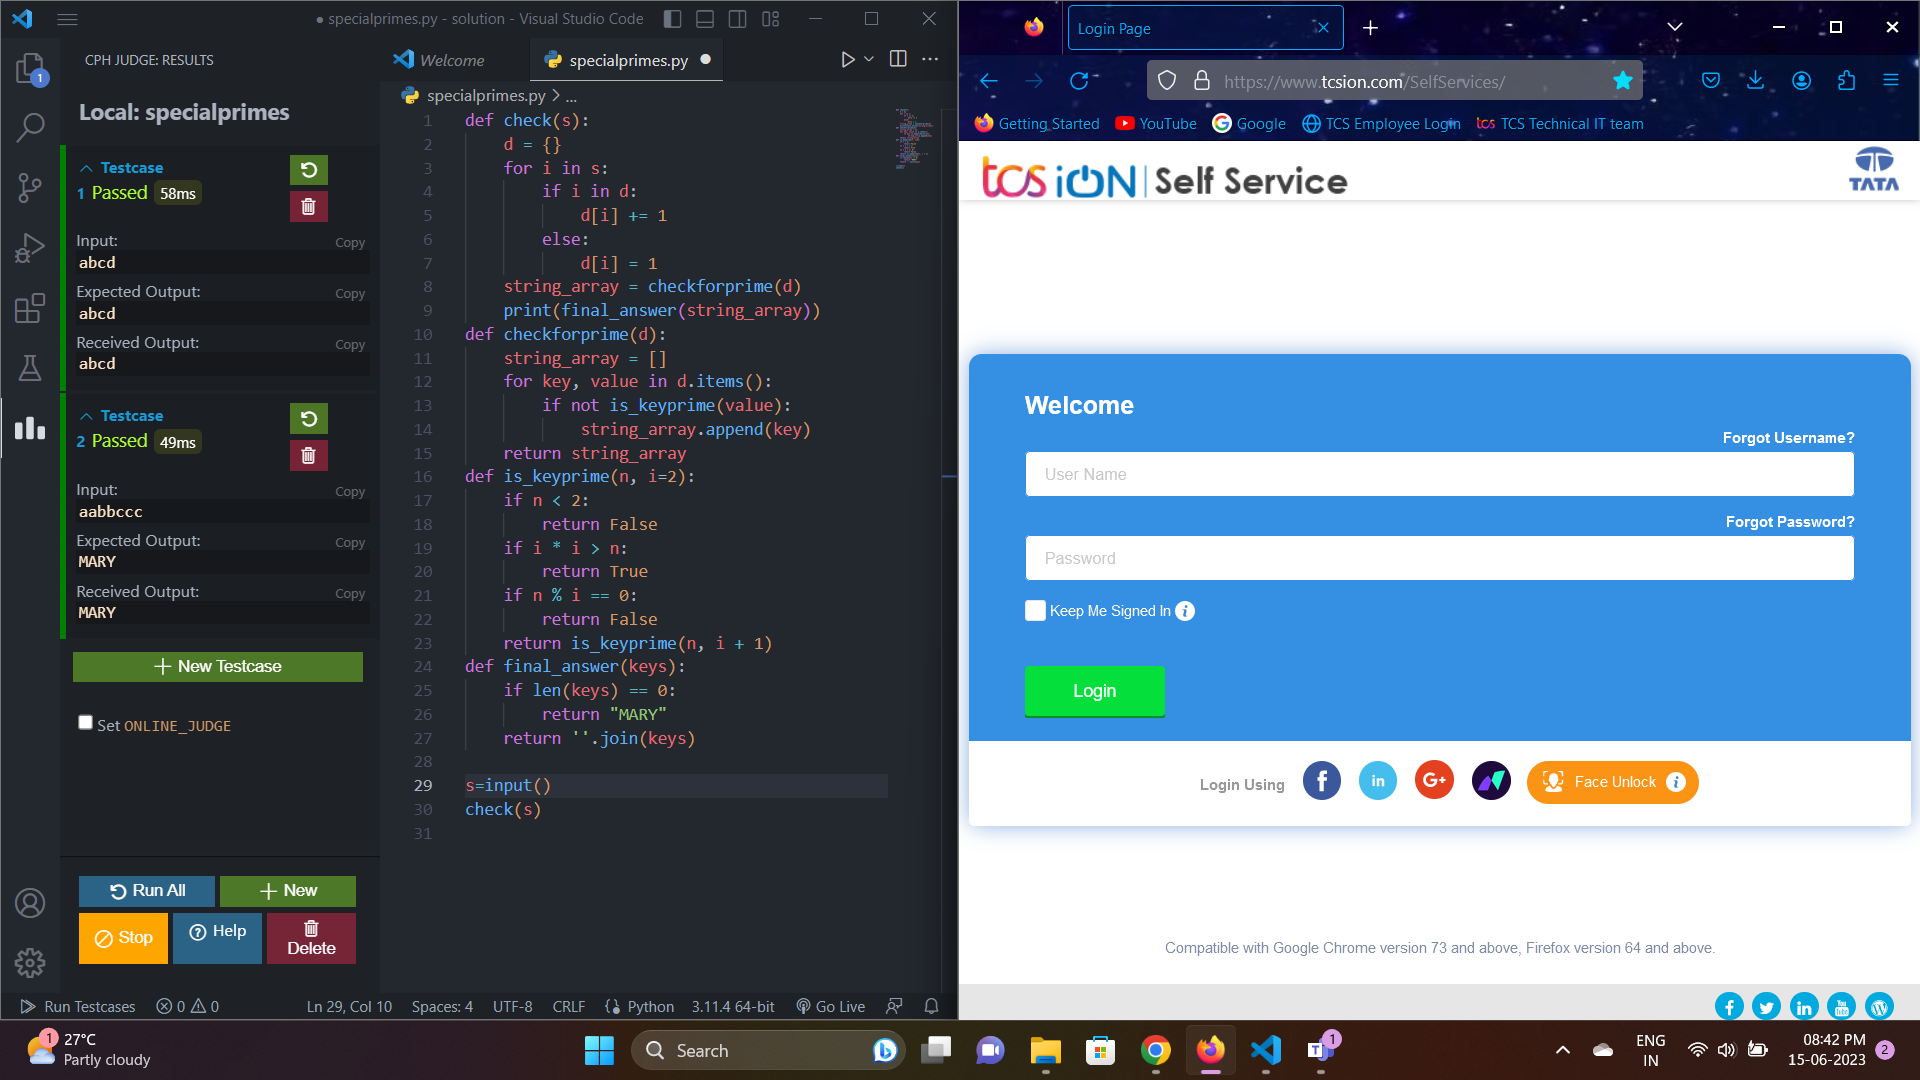 specialprimes.py - solution - Visual Studio Code
CPH JUDGE: RESULTS
Local: specialprimes
Testcase
1 Passed 58ms
Input:
Copy
abcd
Expected Output:
Copy
abcd
Received Output:
Copy
abcd
Testcase
2 Passed 49ms
Input:
Copy
aabbccc
Expected Output:
Copy
MARY
Received Output:
Copy
MARY
New Testcase
Set ONLINE_JUDGE
Run All
New
Stop
Help
Delete
1
Welcome
specialprimes.py
specialprimes.py > ...
1 def check(s):
2 d = {}
3 for i in s:
4 if i in d:
5 d[i] += 1
6 else:
7 d[i] = 1
8 string_array = checkforprime(d)
9 print(final_answer(string_array))
10 def checkforprime(d):
11 string_array = []
12 for key, value in d.items():
13 if not is_keyprime(value):
14 string_array.append(key)
15 return string_array
16 def is_keyprime(n, i=2):
17 if n < 2:
18 return False
19 if i * i > n:
20 return True
21 if n % i == 0:
22 return False
23 return is_keyprime(n, i + 1)
24 def final_answer(keys):
25 if len(keys) == 0:
26 return "MARY"
27 return ''.join(keys)
28
29 s=input()
30 check(s)
31
Run Testcases
0
0
Ln 29, Col 10
Spaces: 4
UTF-8
CRLF
Python
3.11.4 64-bit
Go Live
Login Page
https://www.tcsion.com/SelfServices/
Getting Started
YouTube
Google
TCS Employee Login
TCS Technical IT team
tcs iON | Self Service
TATA
Welcome
Forgot Username?
User Name
Forgot Password?
Password
Keep Me Signed In
Login
Login Using
Face Unlock
Compatible with Google Chrome version 73 and above, Firefox version 64 and above.
1
27°C
Partly cloudy
Search
1
ENG
IN
08:42 PM
15-06-2023
2